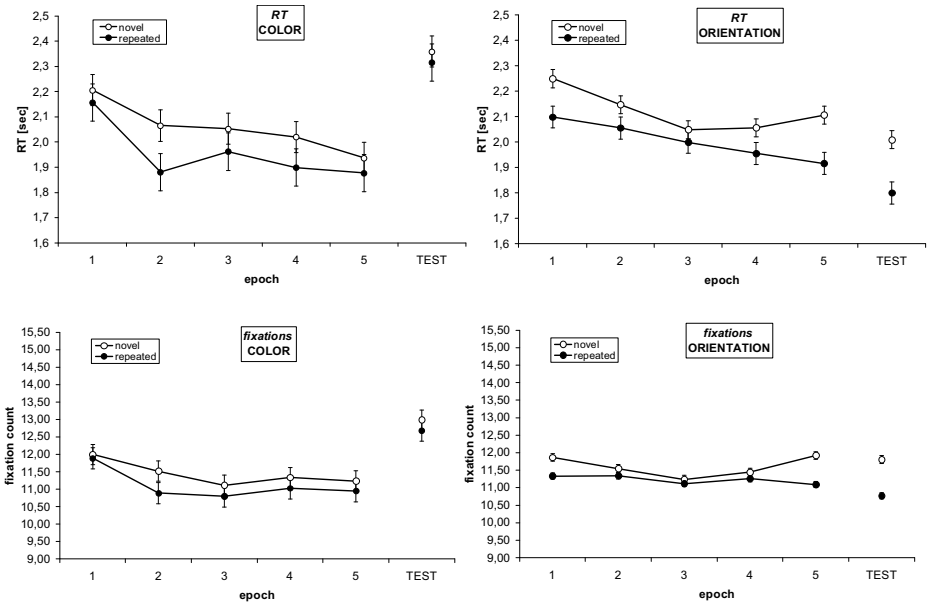 RT
COLOR
novel
repeated
RT [sec]
2,5
2,4
2,3
2,2
2,1
2,0
1,9
1,8
1,7
1,6
1 2 3 4 5 TEST
epoch
RT
ORIENTATION
novel
repeated
RT [sec]
2,5
2,4
2,3
2,2
2,1
2,0
1,9
1,8
1,7
1,6
1 2 3 4 5 TEST
epoch
fixations
COLOR
novel
repeated
fixation count
15,50
15,00
14,50
14,00
13,50
13,00
12,50
12,00
11,50
11,00
10,50
10,00
9,50
9,00
1 2 3 4 5 TEST
epoch
fixations
ORIENTATION
novel
repeated
fixation count
15,50
15,00
14,50
14,00
13,50
13,00
12,50
12,00
11,50
11,00
10,50
10,00
9,50
9,00
1 2 3 4 5 TEST
epoch